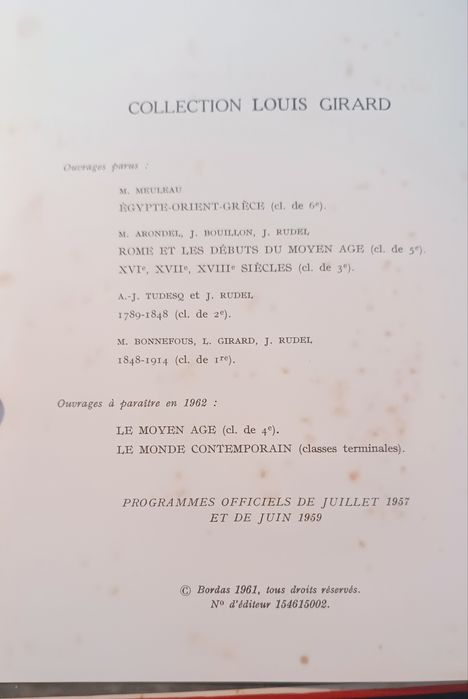 COLLECTION LOUIS GIRARD
Ouvrages parus :
M. MEULEAU
ÉGYPTE-ORIENT-GRÈCE (cl. de 6e).
M. ARONDEL, J. BOUILLON, J. RUDEL
ROME ET LES DÉBUTS DU MOYEN AGE (cl. de 5e).
XVIe, XVIIe, XVIIIe SIÈCLES (cl. de 3e).
A.-J. TUDESQ et J. RUDEL
1789-1848 (cl. de 2e).
M. BONNEFOUS, L. GIRARD, J. RUDEL
1848-1914 (cl. de 1re).
Ouvrages à paraître en 1962 :
LE MOYEN AGE (cl. de 4e).
LE MONDE CONTEMPORAIN (classes terminales).
PROGRAMMES OFFICIELS DE JUILLET 1957
ET DE JUIN 1959
© Bordas 1961, tous droits réservés.
No d'éditeur 154615002.